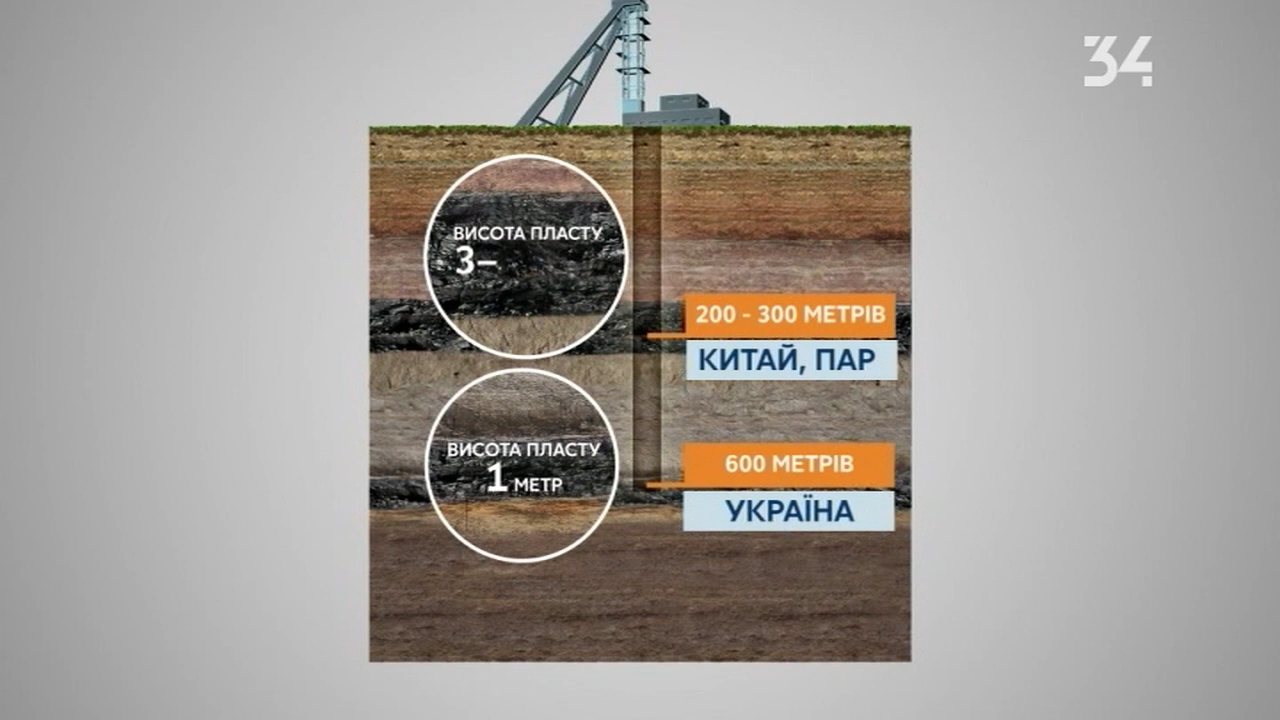 34
ВИСОТА ПЛАСТУ
3–
200 - 300 МЕТРІВ
КИТАЙ, ПАР
ВИСОТА ПЛАСТУ
1 МЕТР
600 МЕТРІВ
УКРАЇНА